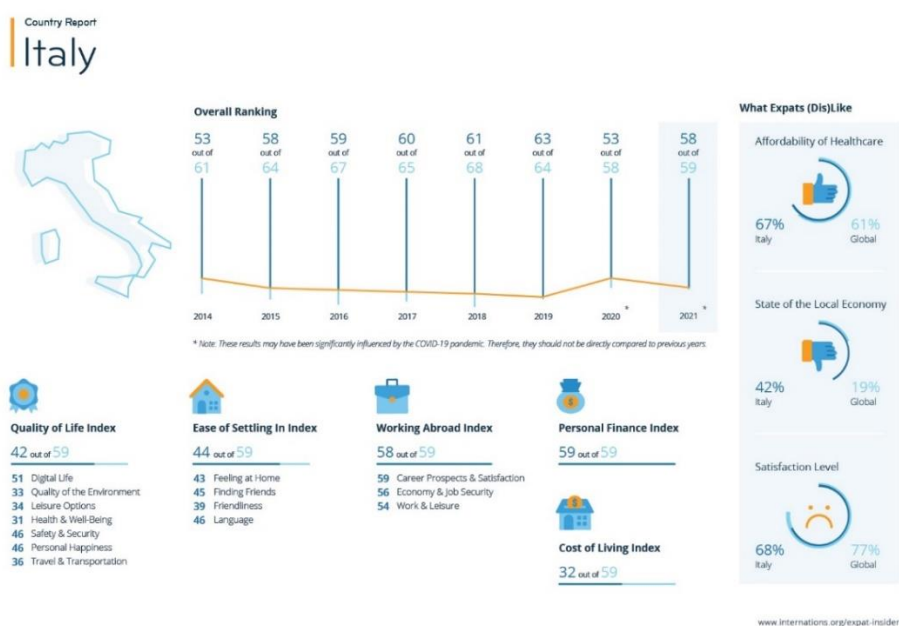 Country Report
Italy
Overall Ranking
53
out of
61
58
out of
64
59
out of
67
60
out of
65
61
out of
68
63
out of
64
53
out of
58
58
out of
59
2014
2015
2016
2017
2018
2019
2020 *
2021 *
* Note: These results may have been significantly influenced by the COVID-19 pandemic. Therefore, they should not be directly compared to previous years.
What Expats (Dis)Like
Affordability of Healthcare
67% 61%
Italy Global
State of the Local Economy
42% 19%
Italy Global
Satisfaction Level
68% 77%
Italy Global
Quality of Life Index
42 out of 59
51 Digital Life
33 Quality of the Environment
34 Leisure Options
31 Health & Well-Being
46 Safety & Security
46 Personal Happiness
36 Travel & Transportation
Ease of Settling In Index
44 out of 59
43 Feeling at Home
45 Finding Friends
39 Friendliness
46 Language
Working Abroad Index
58 out of 59
59 Career Prospects & Satisfaction
56 Economy & Job Security
54 Work & Leisure
$
Personal Finance Index
59 out of 59
$
Cost of Living Index
32 out of 59
www.internations.org/expat-insider